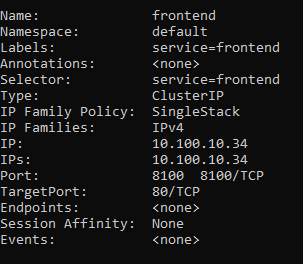 Name: frontend
Namespace: default
Labels: service=frontend
Annotations: <none>
Selector: service=frontend
Type: ClusterIP
IP Family Policy: SingleStack
IP Families: IPv4
IP: 10.100.10.34
IPs: 10.100.10.34
Port: 8100 8100/TCP
TargetPort: 80/TCP
Endpoints: <none>
Session Affinity: None
Events: <none>